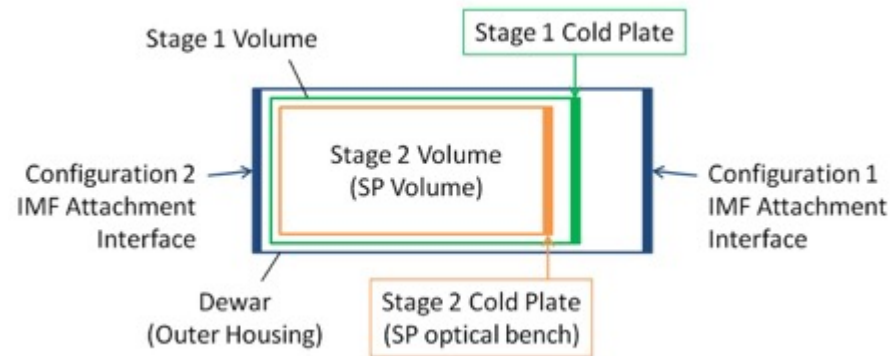 Stage 1 Volume
Stage 1 Cold Plate
Configuration 2
IMF Attachment
Interface
Stage 2 Volume
(SP Volume)
Configuration 1
IMF Attachment
Interface
Dewar
(Outer Housing)
Stage 2 Cold Plate
(SP optical bench)